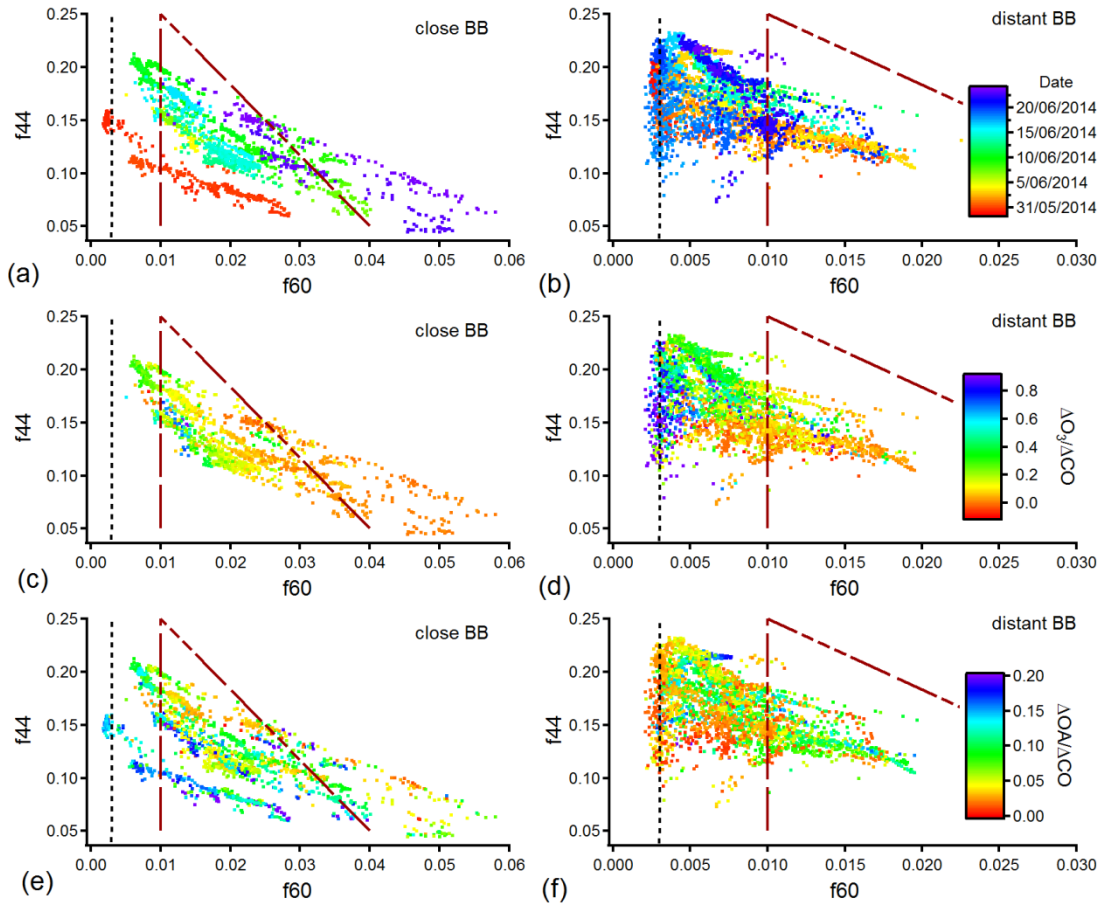 close BB
0.25
0.20
0.15
0.10
0.05
f44
0.00 0.01 0.02 0.03 0.04 0.05 0.06
f60
(a)
distant BB
0.25
0.20
0.15
0.10
0.05
f44
0.000 0.005 0.010 0.015 0.020 0.025 0.030
f60
(b)
Date
20/06/2014
15/06/2014
10/06/2014
5/06/2014
31/05/2014
close BB
0.25
0.20
0.15
0.10
0.05
f44
0.00 0.01 0.02 0.03 0.04 0.05 0.06
f60
(c)
distant BB
0.25
0.20
0.15
0.10
0.05
f44
0.000 0.005 0.010 0.015 0.020 0.025 0.030
f60
(d)
0.8
0.6
0.4
0.2
0.0
ΔO₃/ΔCO
close BB
0.25
0.20
0.15
0.10
0.05
f44
0.00 0.01 0.02 0.03 0.04 0.05 0.06
f60
(e)
distant BB
0.25
0.20
0.15
0.10
0.05
f44
0.000 0.005 0.010 0.015 0.020 0.025 0.030
f60
(f)
0.20
0.15
0.10
0.05
0.00
ΔOA/ΔCO